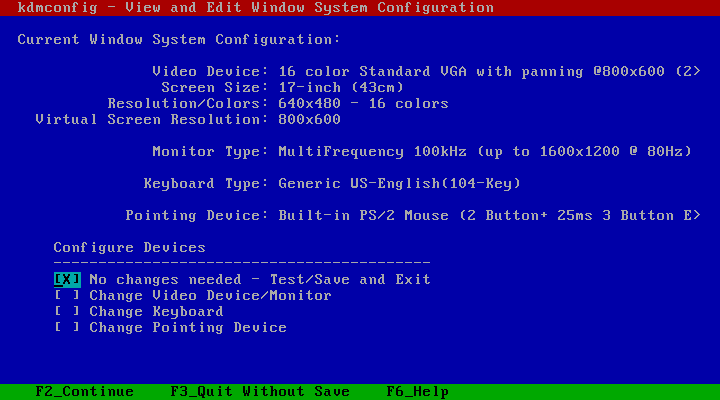 kdmconfig - View and Edit Window System Configuration
Current Window System Configuration:
Video Device: 16 color Standard VGA with panning @800x600 (2>
Screen Size: 17-inch (43cm)
Resolution/Colors: 640x480 - 16 colors
Virtual Screen Resolution: 800x600
Monitor Type: MultiFrequency 100kHz (up to 1600x1200 @ 80Hz)
Keyboard Type: Generic US-English(104-Key)
Pointing Device: Built-in PS/2 Mouse (2 Button+ 25ms 3 Button E>
Configure Devices
------------------------------------------
[X] No changes needed - Test/Save and Exit
[ ] Change Video Device/Monitor
[ ] Change Keyboard
[ ] Change Pointing Device
F2_Continue F3_Quit Without Save F6_Help